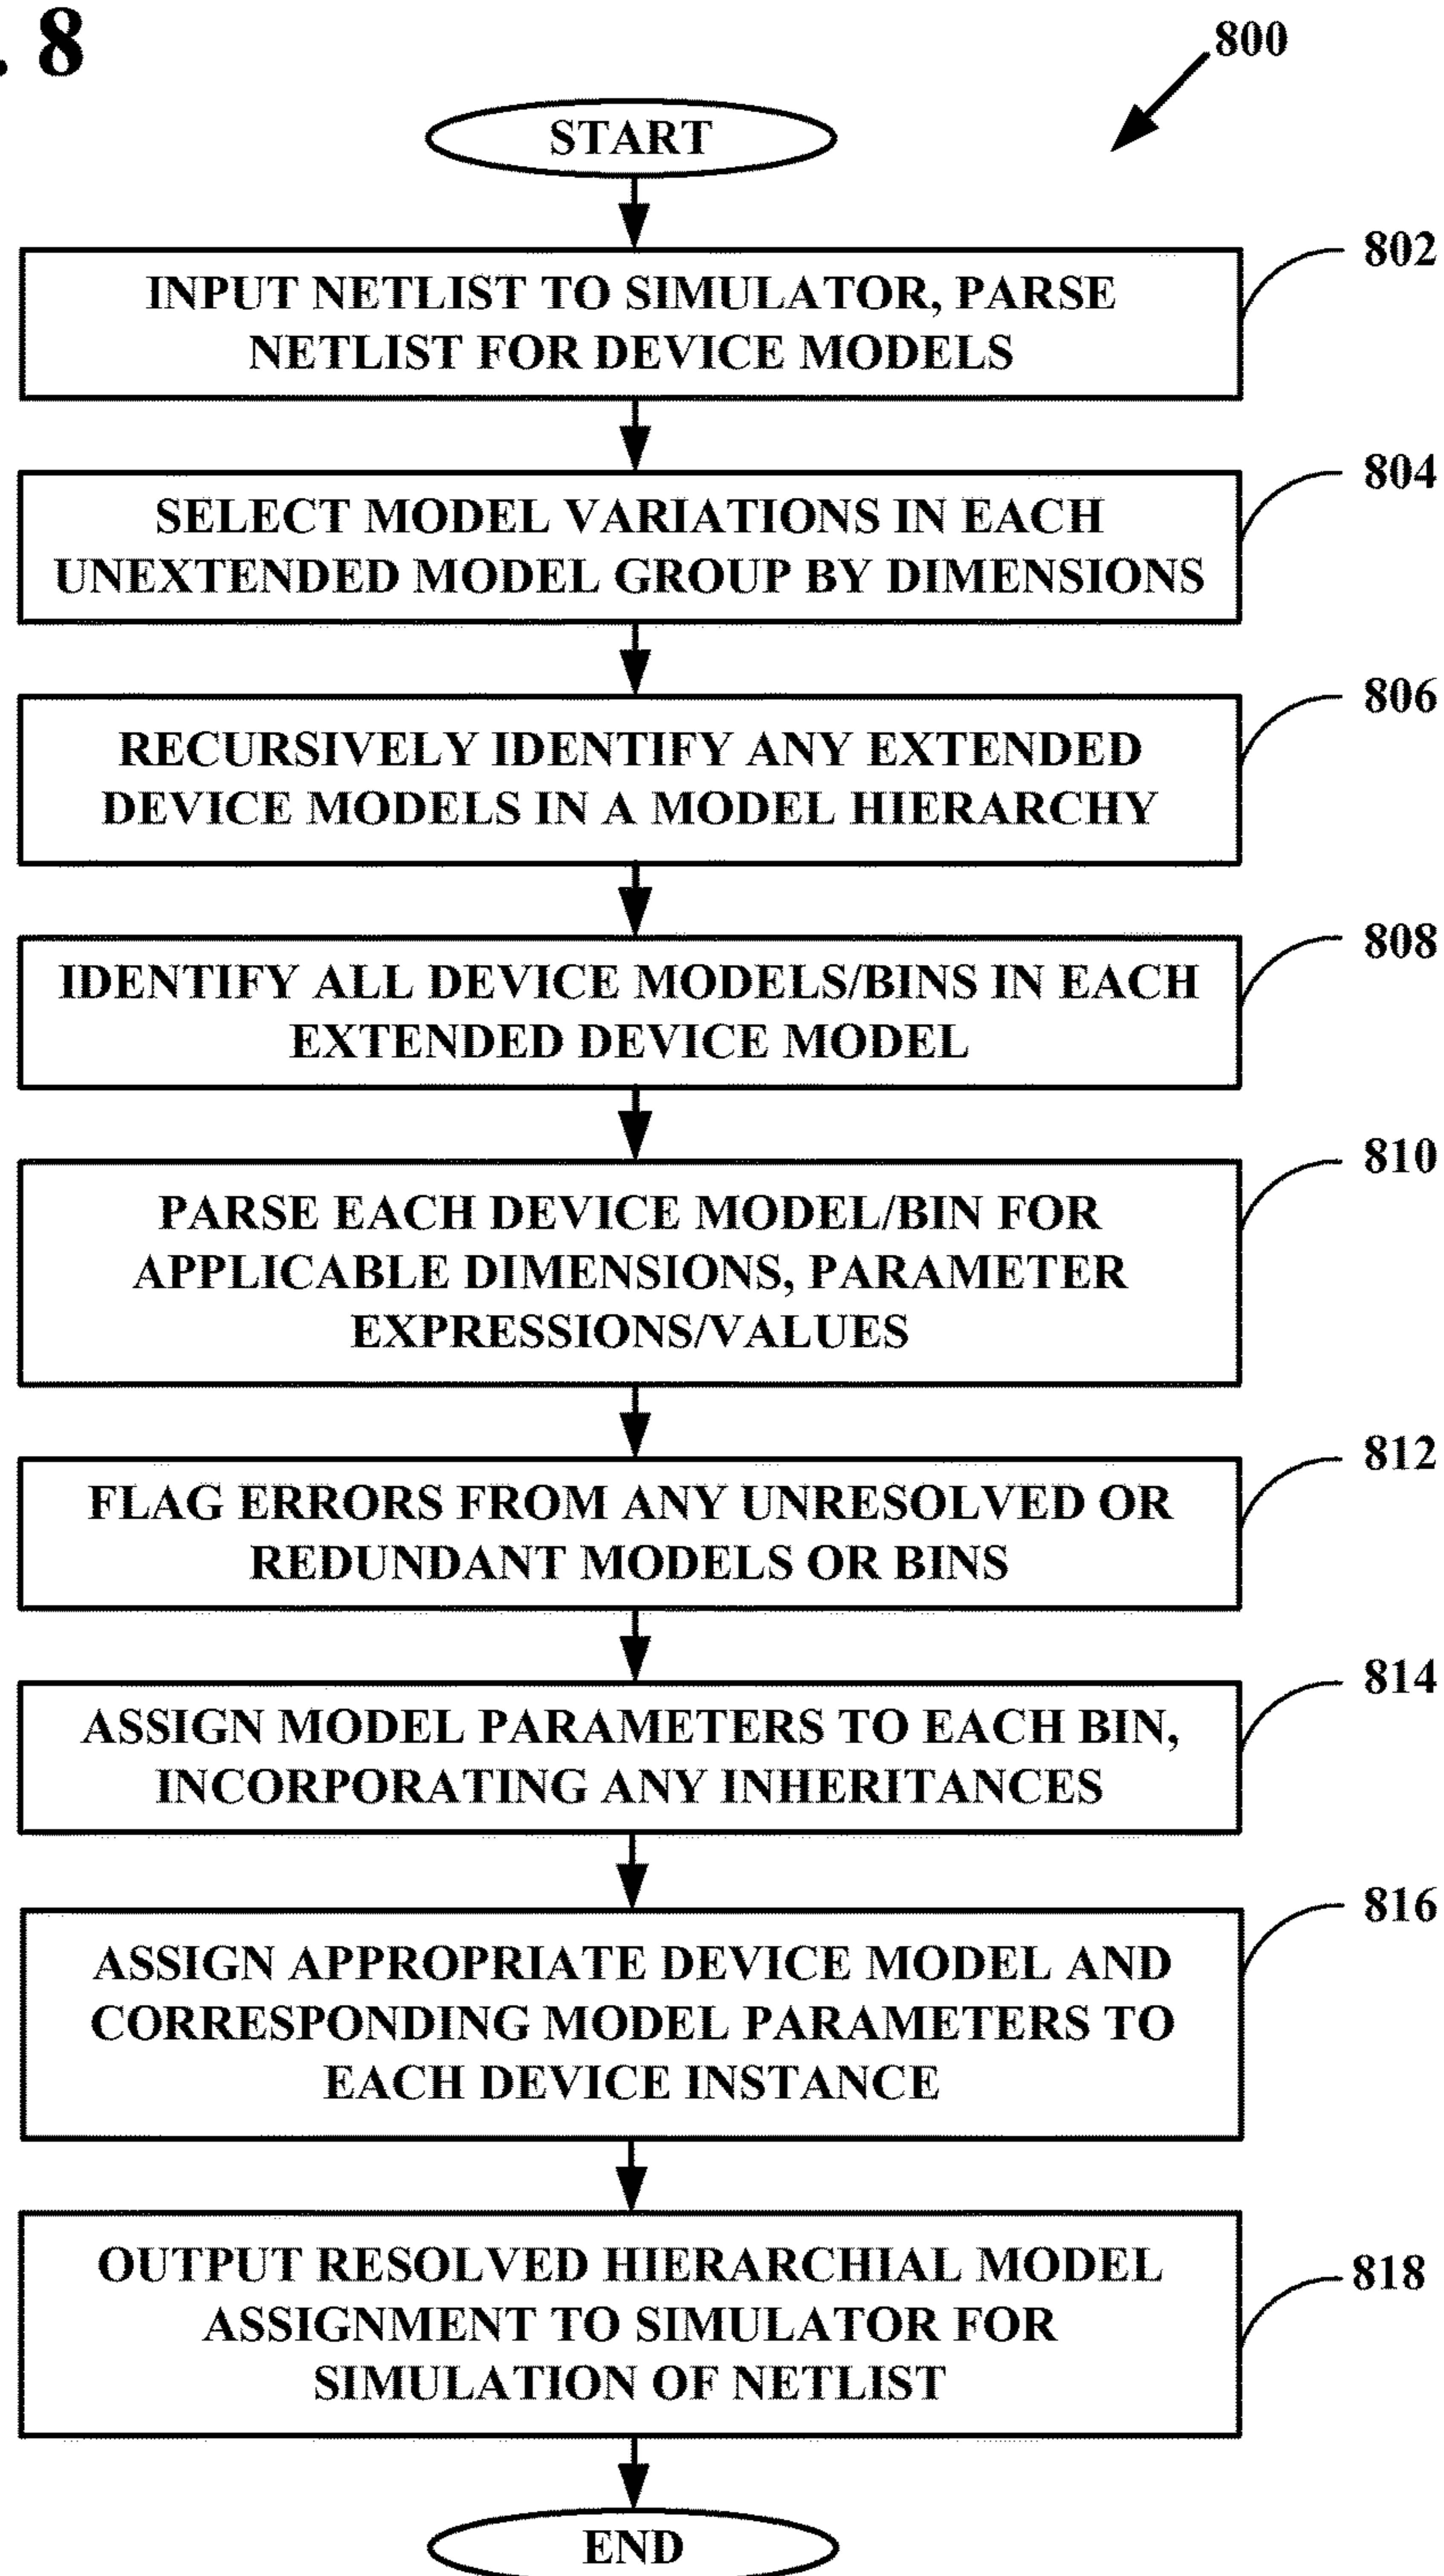 . 8
800
START
802
INPUT NETLIST TO SIMULATOR, PARSE
NETLIST FOR DEVICE MODELS
804
SELECT MODEL VARIATIONS IN EACH
UNEXTENDED MODEL GROUP BY DIMENSIONS
806
RECURSIVELY IDENTIFY ANY EXTENDED
DEVICE MODELS IN A MODEL HIERARCHY
808
IDENTIFY ALL DEVICE MODELS/BINS IN EACH
EXTENDED DEVICE MODEL
810
PARSE EACH DEVICE MODEL/BIN FOR
APPLICABLE DIMENSIONS, PARAMETER
EXPRESSIONS/VALUES
812
FLAG ERRORS FROM ANY UNRESOLVED OR
REDUNDANT MODELS OR BINS
814
ASSIGN MODEL PARAMETERS TO EACH BIN,
INCORPORATING ANY INHERITANCES
816
ASSIGN APPROPRIATE DEVICE MODEL AND
CORRESPONDING MODEL PARAMETERS TO
EACH DEVICE INSTANCE
818
OUTPUT RESOLVED HIERARCHIAL MODEL
ASSIGNMENT TO SIMULATOR FOR
SIMULATION OF NETLIST
END